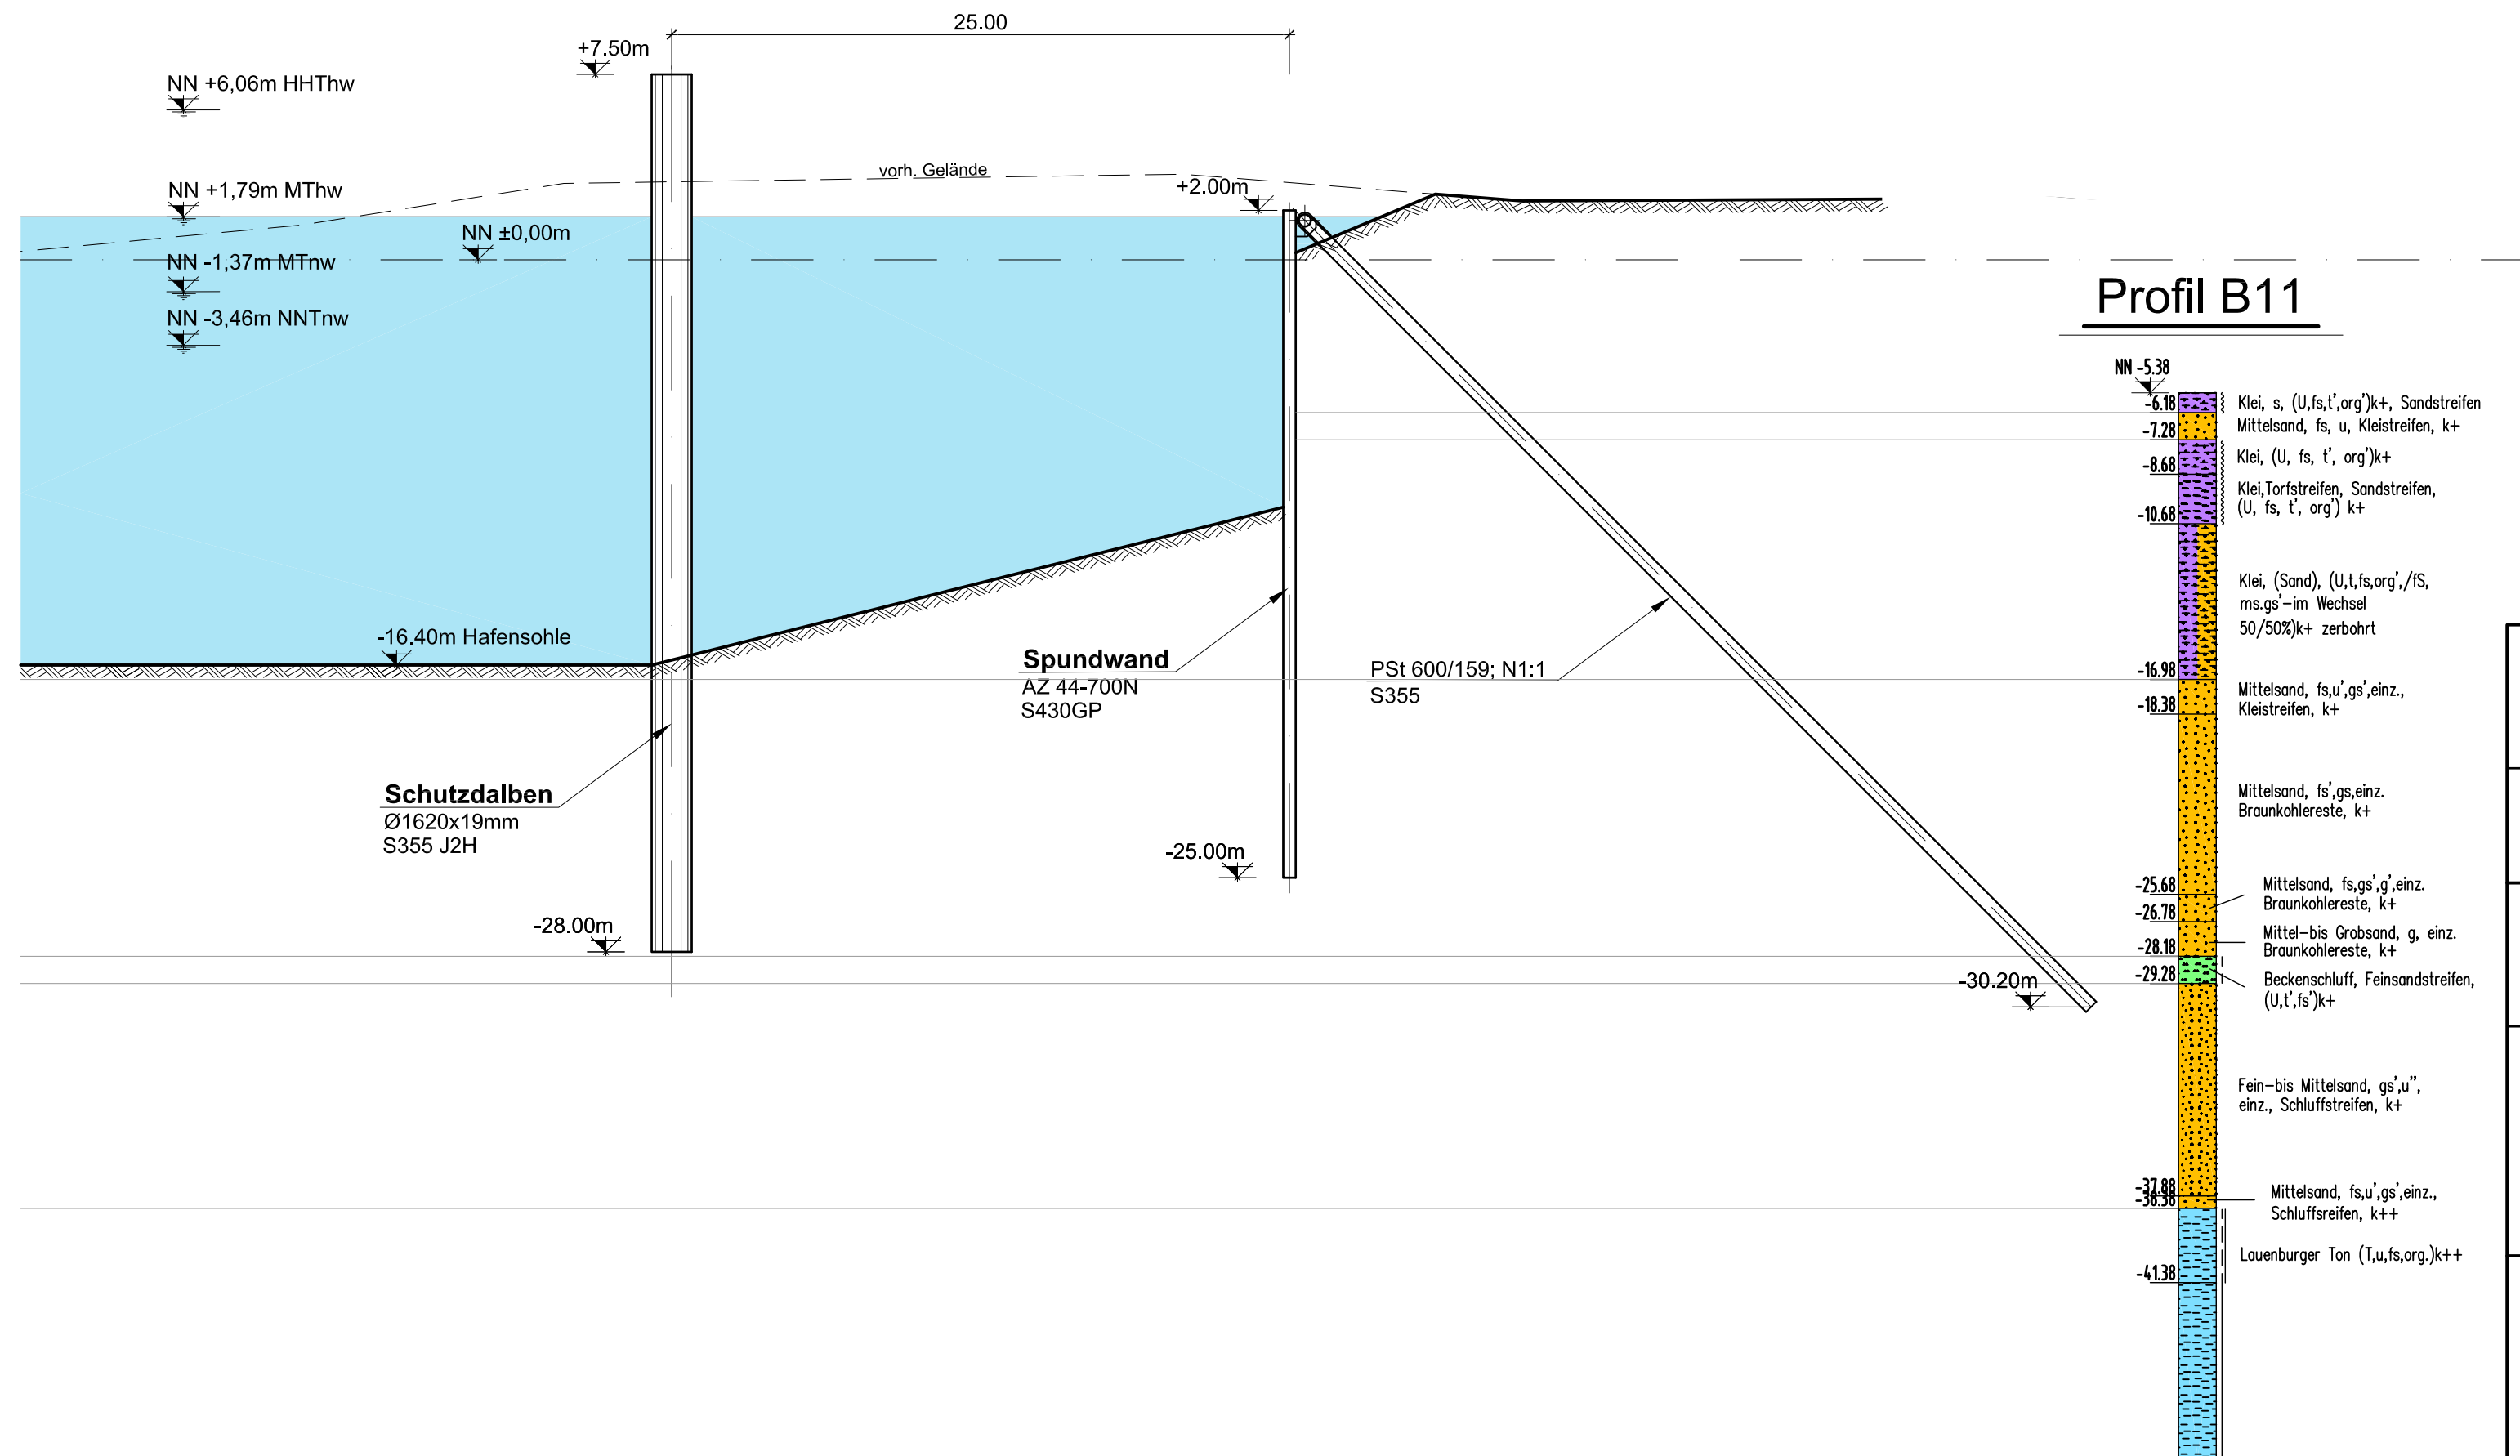 25.00
+7.50m
NN +6,06m HHThw
vorh. Gelände
NN +1,79m MThw
+2.00m
NN ±0,00m
NN -1,37m MTnw
NN -3,46m NNTnw
-16.40m Hafensohle
Spundwand
AZ 44-700N
S430GP
PSt 600/159; N1:1
S355
Schutzdalben
Ø1620x19mm
S355 J2H
-25.00m
-28.00m
-30.20m
Profil B11
NN -5.38
-6.18
Klei, s, (U,fs,t',org')k+, Sandstreifen
Mittelsand, fs, u, Kleistreifen, k+
-7.28
Klei, (U, fs, t', org')k+
-8.68
Klei,Torfstreifen, Sandstreifen,
(U, fs, t', org') k+
-10.68
Klei, (Sand), (U,t,fs,org',/fS,
ms.gs'-im Wechsel
50/50%)k+ zerbohrt
-16.98
Mittelsand, fs,u',gs',einz.,
Kleistreifen, k+
-18.38
Mittelsand, fs',gs,einz.
Braunkohlereste, k+
-25.68
Mittelsand, fs,gs',g',einz.
Braunkohlereste, k+
-26.78
Mittel-bis Grobsand, g, einz.
Braunkohlereste, k+
-28.18
-29.28
Beckenschluff, Feinsandstreifen,
(U,t',fs')k+
Fein-bis Mittelsand, gs',u'',
einz., Schluffstreifen, k+
-37.88
-38.38
Mittelsand, fs,u',gs',einz.,
Schluffsreifen, k++
Lauenburger Ton (T,u,fs,org.)k++
-41.38